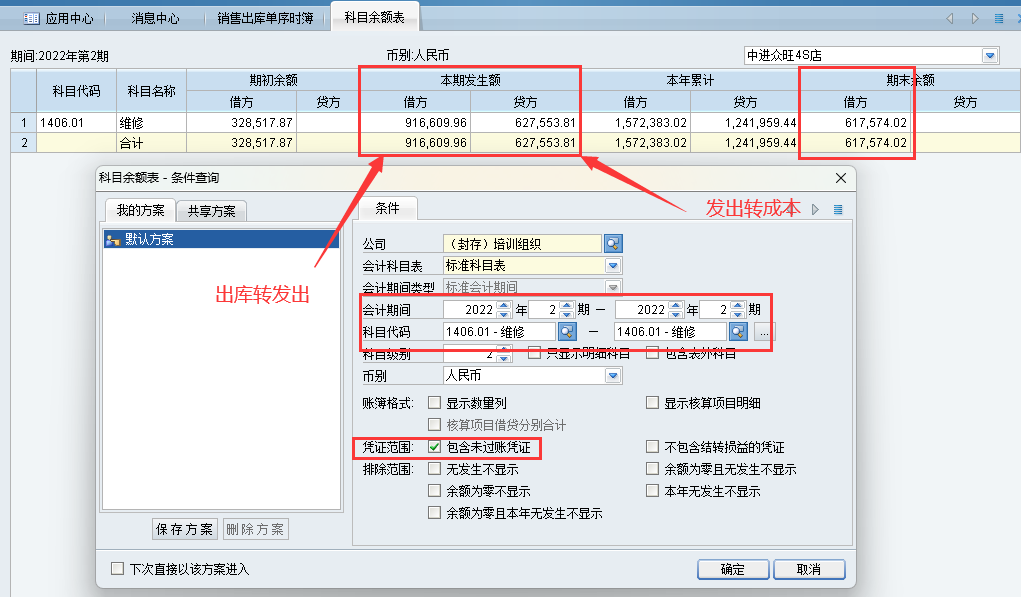 应用中心 消息中心 销售出库单序时簿 科目余额表
期间:2022年第2期 币别:人民币 中进众旺4S店
科目代码 科目名称 期初余额 本期发生额 本年累计 期末余额
借方 贷方 借方 贷方 借方 贷方 借方 贷方
1 1406.01 维修 328,517.87 916,609.96 627,553.81 1,572,383.02 1,241,959.44 617,574.02
2 合计 328,517.87 916,609.96 627,553.81 1,572,383.02 1,241,959.44 617,574.02
科目余额表 - 条件查询
我的方案 共享方案
默认方案
条件
发出转成本
出库转发出
公司 （封存）培训组织
会计科目表 标准科目表
会计期间类型 标准会计期间
会计期间 2022 年 2 期 － 2022 年 2 期
科目代码 1406.01 - 维修 － 1406.01 - 维修 ...
科目级别 2 只显示明细科目 包含表外科目
币别 人民币
账簿格式: 显示数量列 显示核算项目明细
核算项目借贷分别合计
凭证范围: 包含未过账凭证 不包含结转损益的凭证
排除范围: 无发生不显示 余额为零且无发生不显示
余额为零不显示 本年无发生不显示
余额为零且本年无发生不显示
保存方案 删除方案
下次直接以该方案进入 确定 取消